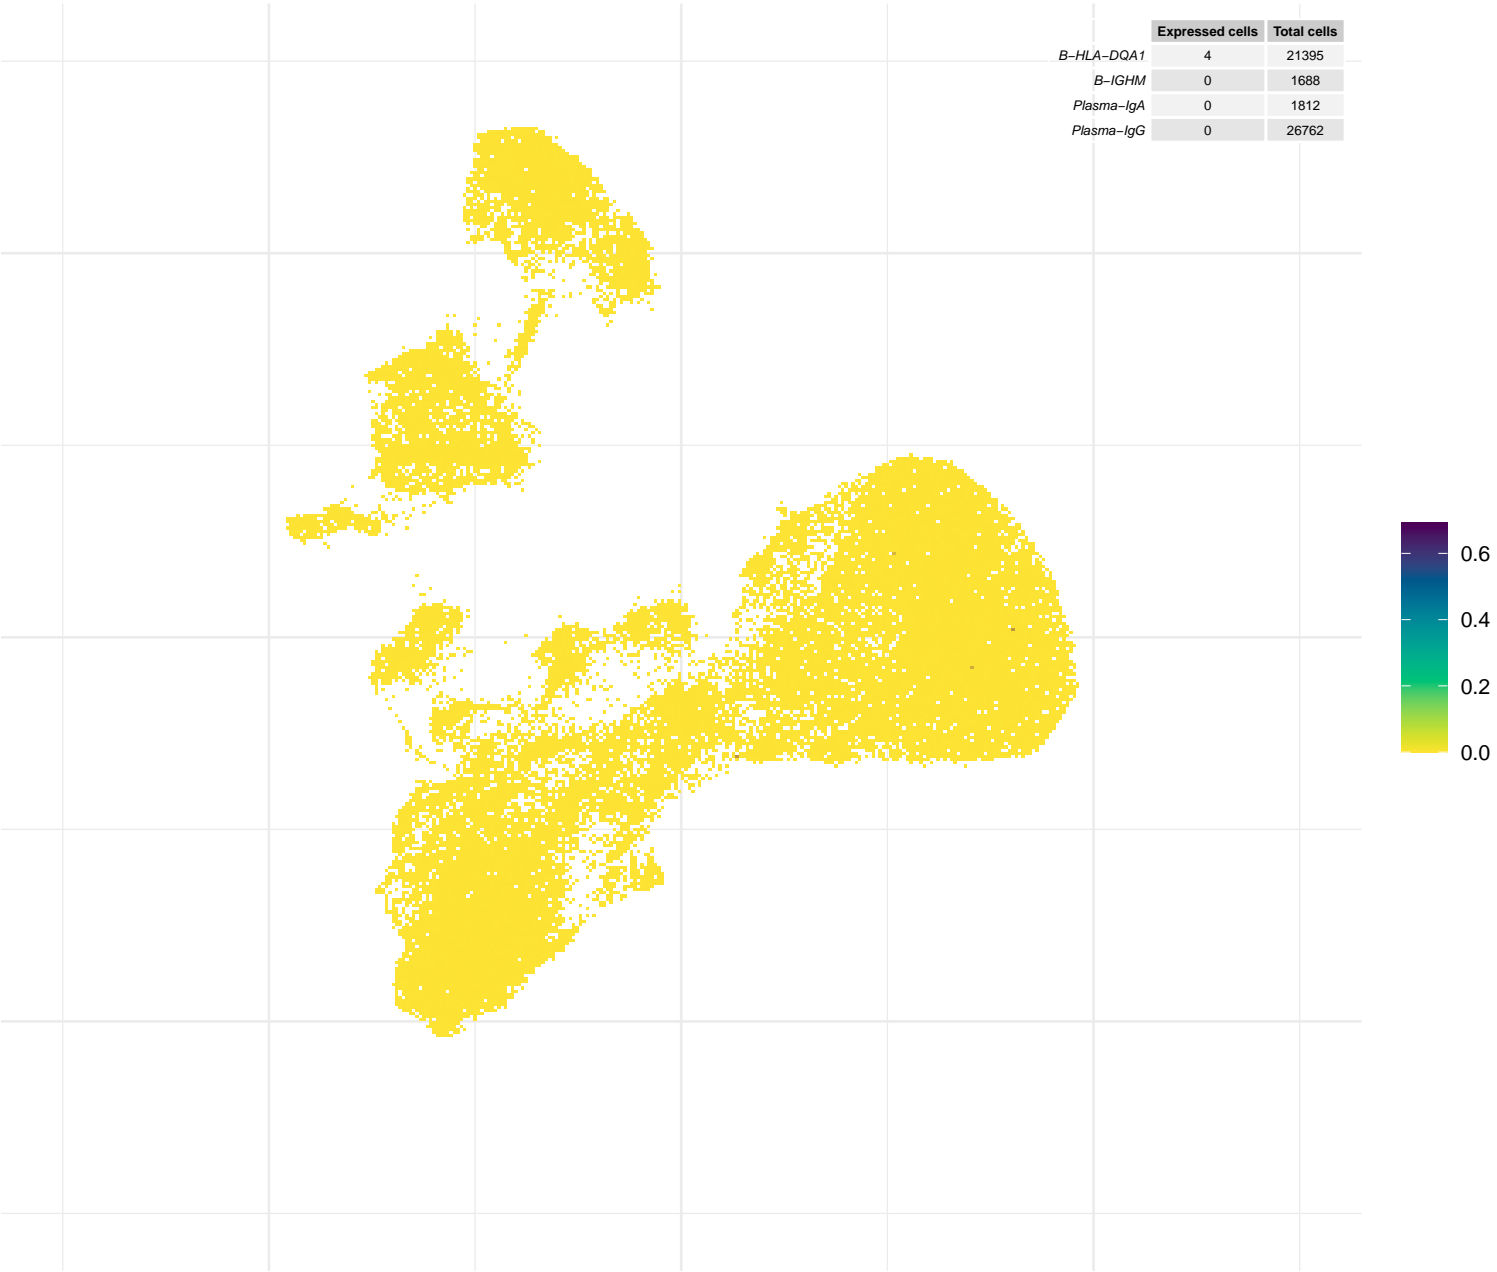 Expressed cells Total cells
B−HLA−DQA1 4 21395
B−IGHM 0 1688
Plasma−IgA 0 1812
Plasma−IgG 0 26762
0.6
0.4
0.2
0.0